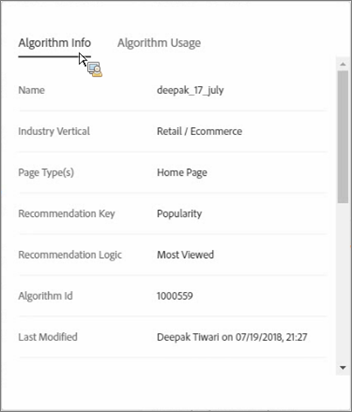 Algorithm Info Algorithm Usage
Name deepak_17_july
Industry Vertical Retail / Ecommerce
Page Type(s) Home Page
Recommendation Key Popularity
Recommendation Logic Most Viewed
Algorithm Id 1000559
Last Modified Deepak Tiwari on 07/19/2018, 21:27